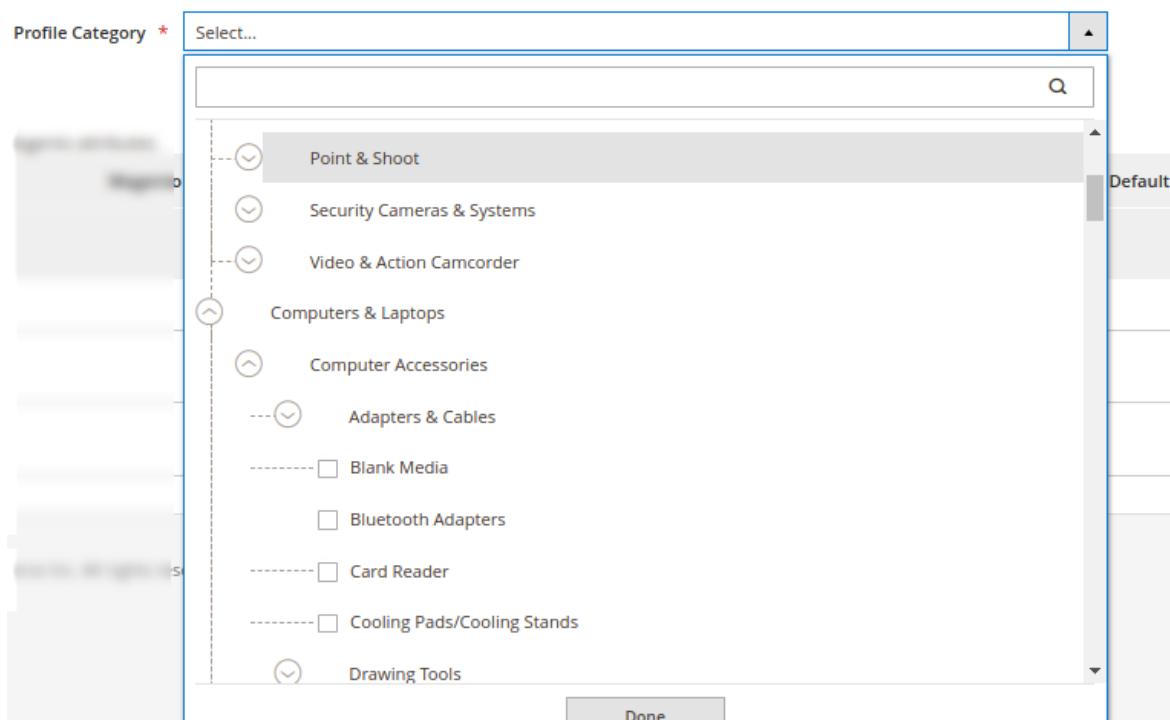 Profile Category *
Select...
Point & Shoot
Default
Security Cameras & Systems
Video & Action Camcorder
Computers & Laptops
Computer Accessories
Adapters & Cables
Blank Media
Bluetooth Adapters
Card Reader
Cooling Pads/Cooling Stands
Drawing Tools
Done